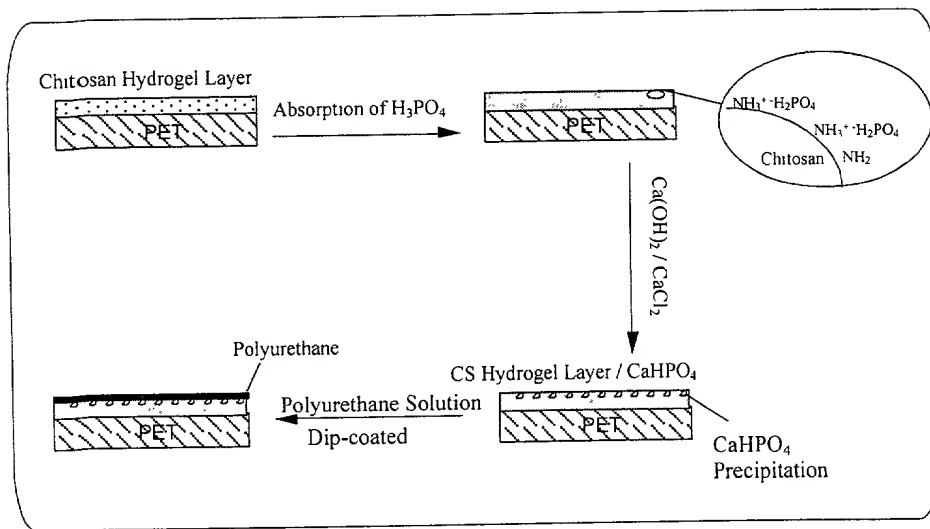 Chitosan Hydrogel Layer
PET
Absorption of H₃PO₄
PET
NH₃⁺⁻H₂PO₄
NH₃⁺⁻H₂PO₄
Chitosan
NH₂
Ca(OH)₂ / CaCl₂
CS Hydrogel Layer / CaHPO₄
PET
CaHPO₄
Precipitation
Polyurethane Solution
Dip-coated
Polyurethane
PET